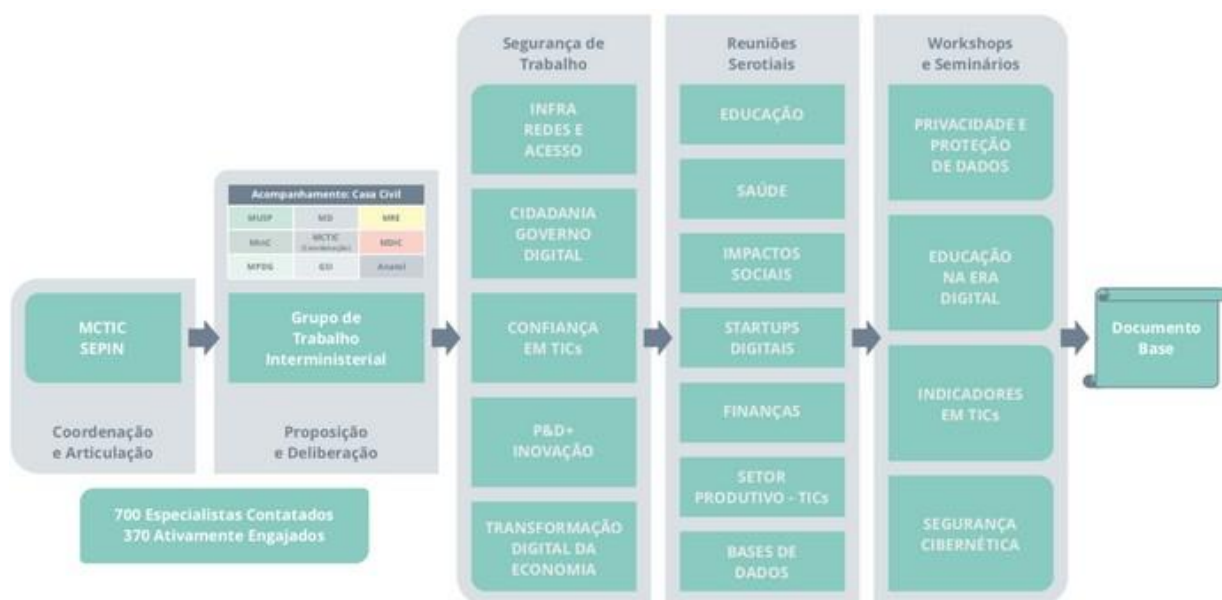 Segurança de
Trabalho
INFRA
REDES E
ACESSO
CIDADANIA
GOVERNO
DIGITAL
CONFIANÇA
EM TICs
P&D+
INOVAÇÃO
TRANSFORMAÇÃO
DIGITAL DA
ECONOMIA
Reuniões
Serotiais
EDUCAÇÃO
SAÚDE
IMPACTOS
SOCIAIS
STARTUPS
DIGITAIS
FINANÇAS
SETOR
PRODUTIVO - TICs
BASES DE
DADOS
Workshops
e Seminários
PRIVACIDADE E
PROTEÇÃO
DE DADOS
EDUCAÇÃO
NA ERA
DIGITAL
INDICADORES
EM TICs
SEGURANÇA
CIBERNÉTICA
Acompanhamento: Casa Civil
MD
MRE
MCTIC
(Coordenação)
MDIC
MPDG
GSI
Anatel
MCTIC
SEPIN
Coordenação
e Articulação
Grupo de
Trabalho
Interministerial
Proposição
e Deliberação
700 Especialistas Contatados
370 Ativamente Engajados
Documento
Base